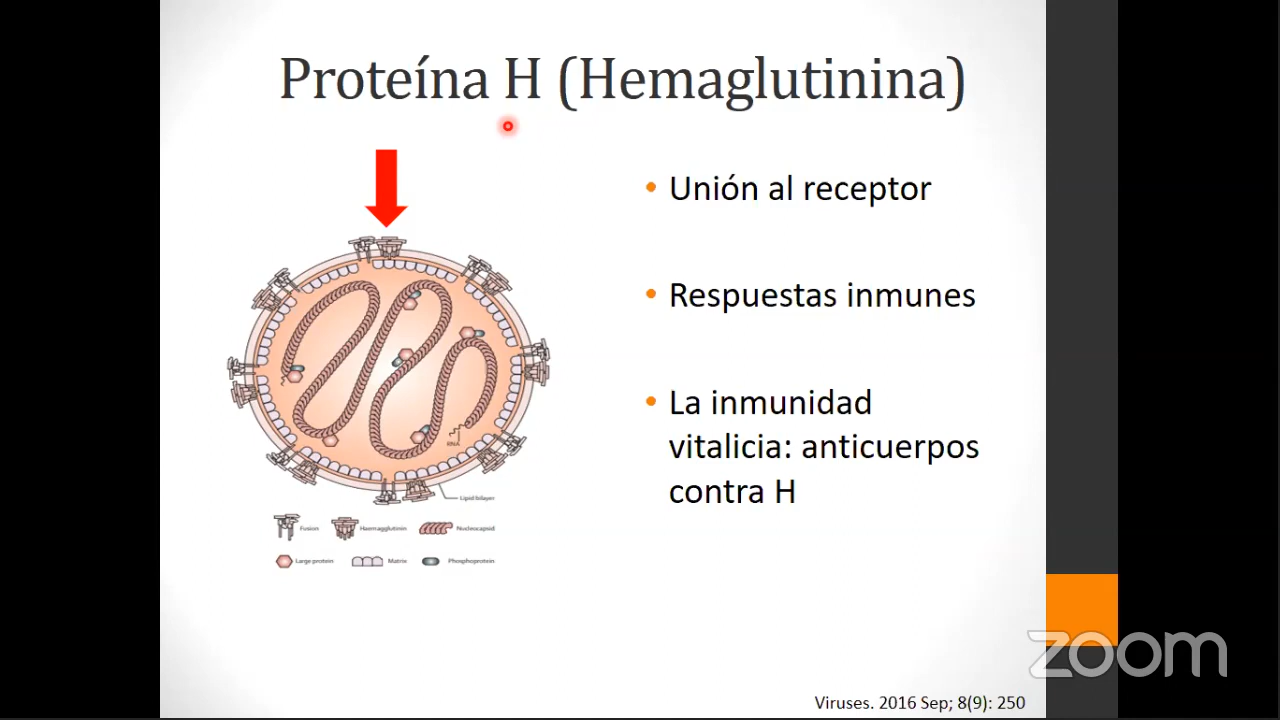 Proteína H (Hemaglutinina)
• Unión al receptor
• Respuestas inmunes
• La inmunidad
vitalicia: anticuerpos
contra H
RNA
Lipid bilayer
Fusion
Haemagglutinin
Nucleocapsid
Large protein
Matrix
Phosphoprotein
zoom
Viruses. 2016 Sep; 8(9): 250